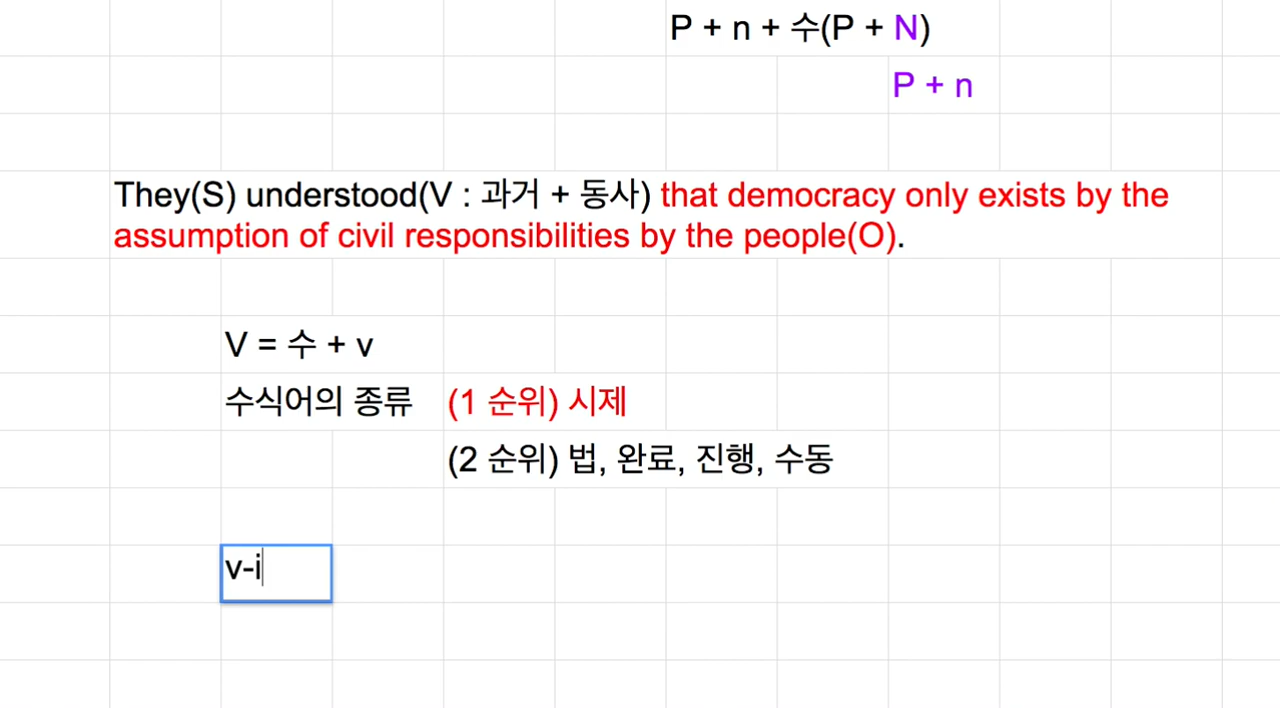 P + n + 수(P + N)
P + n
They(S) understood(V : 과거 + 동사) that democracy only exists by the
assumption of civil responsibilities by the people(O).
V = 수 + v
수식어의 종류 (1 순위) 시제
(2 순위) 법, 완료, 진행, 수동
v-i